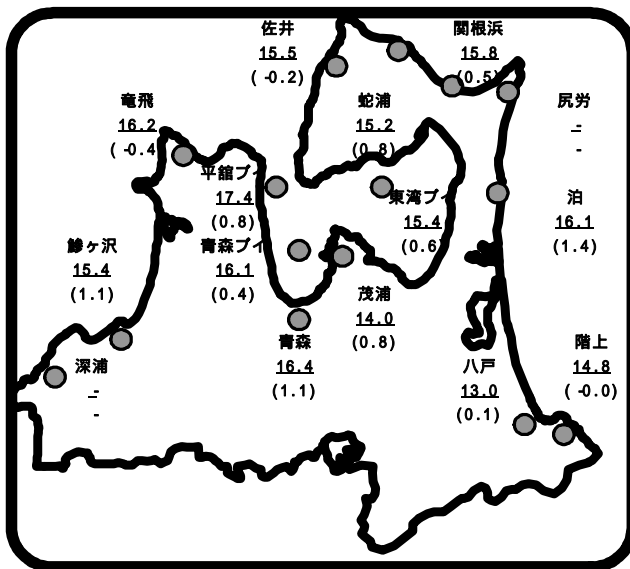 佐井
15.5
( -0.2)
関根浜
15.8
(0.5)
竜飛
16.2
( -0.4
蛇浦
15.2
(0.8)
尻労
-
-
平舘ブイ
17.4
(0.8)
東湾ブイ
15.4
(0.6)
泊
16.1
(1.4)
鰺ヶ沢
15.4
(1.1)
青森ブイ
16.1
(0.4)
茂浦
14.0
(0.8)
深浦
-
-
青森
16.4
(1.1)
八戸
13.0
(0.1)
階上
14.8
( -0.0)